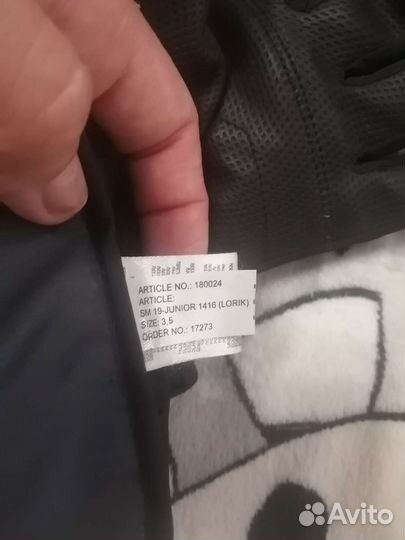 ARTICLE NO.: 180024
ARTICLE:
SM 19-JUNIOR 1416 (LORIK)
SIZE: 3,5
ORDER NO.: 17273
Avito